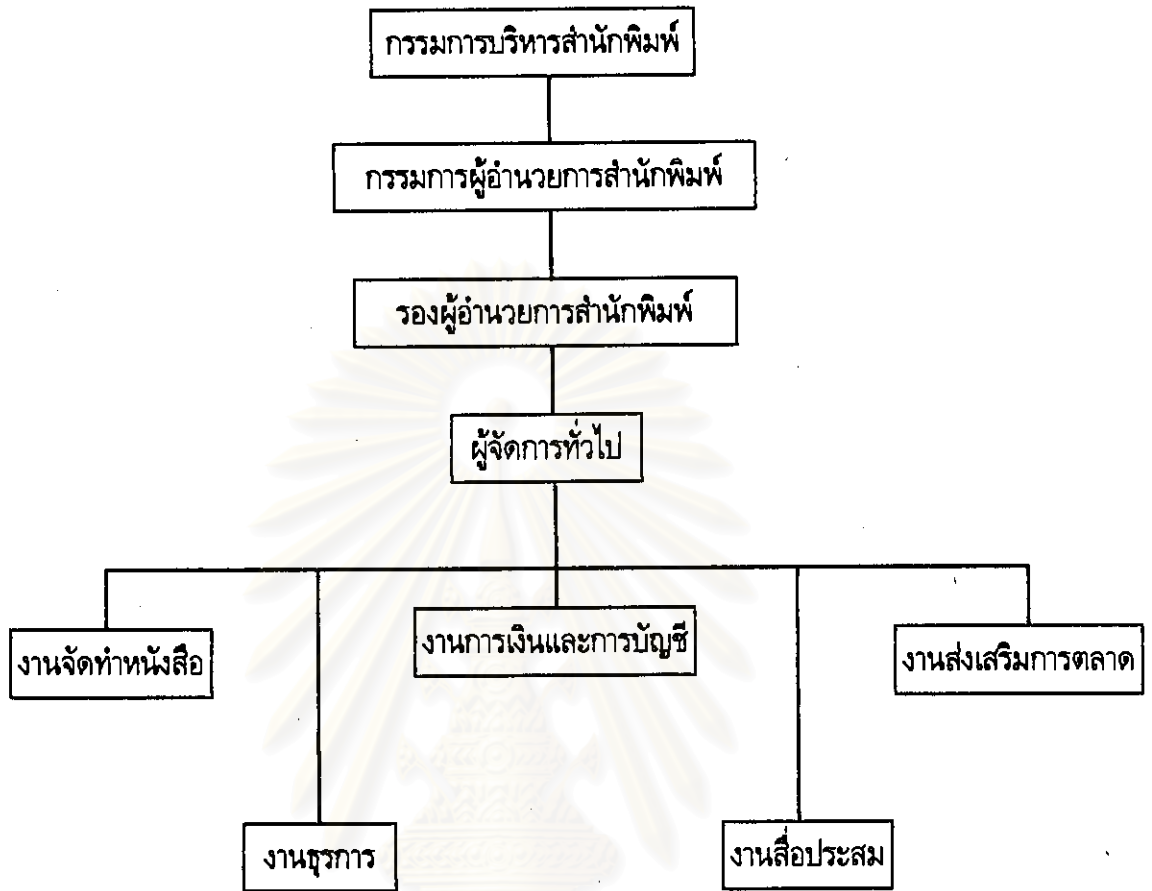 กรรมการบริหารสำนักพิมพ์
กรรมการผู้อำนวยการสำนักพิมพ์
รองผู้อำนวยการสำนักพิมพ์
ผู้จัดการทั่วไป
งานจัดทำหนังสือ
งานการเงินและการบัญชี
งานส่งเสริมการตลาด
งานธุรการ
งานสื่อประสม